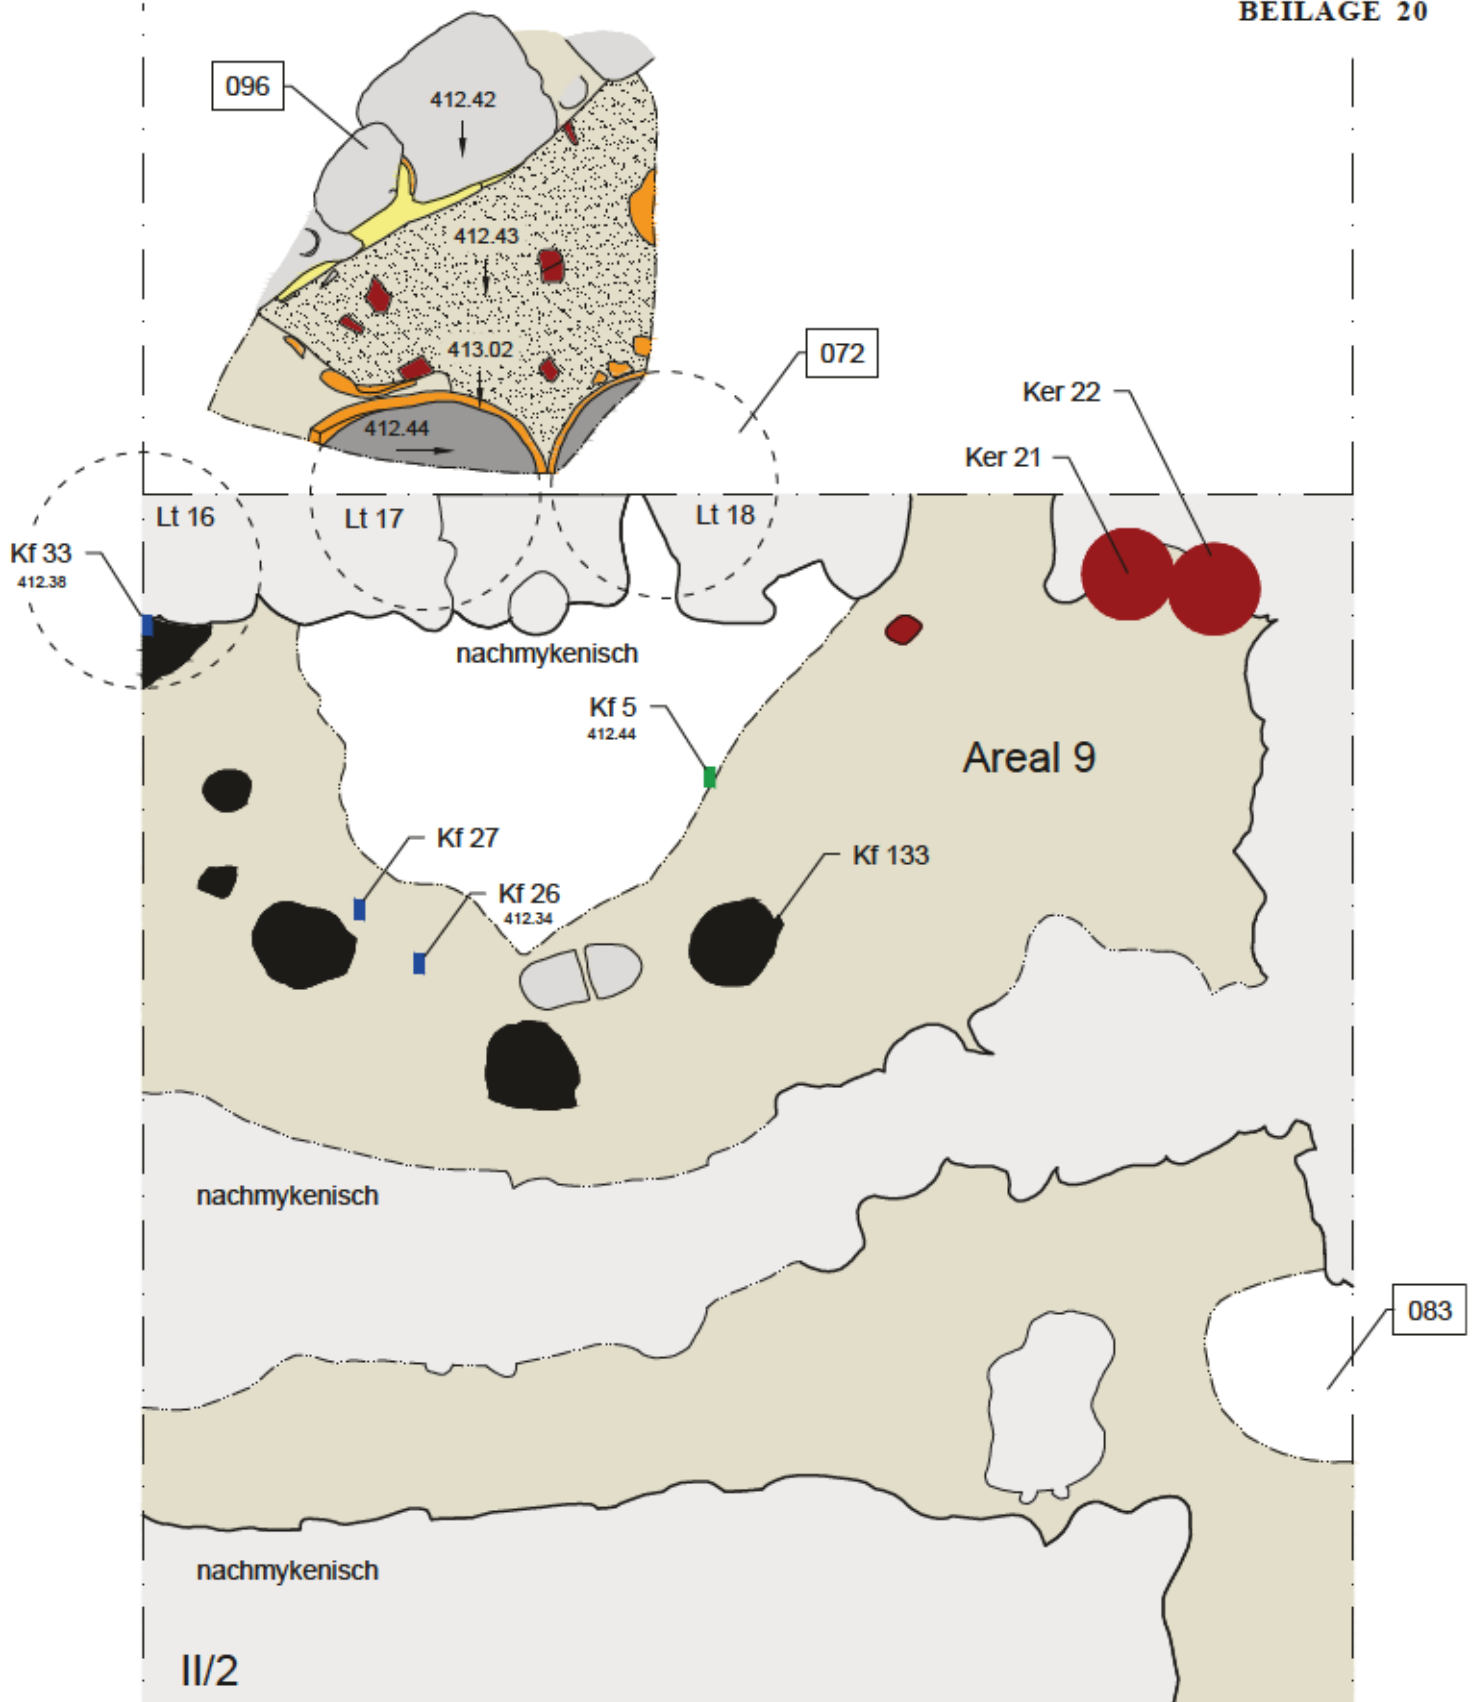 BEILAGE 20
096
412.42
412.43
413.02
072
412.44
Ker 22
Ker 21
Lt 16
Lt 17
Lt 18
Kf 33
412.38
nachmykenisch
Kf 5
412.44
Areal 9
Kf 27
Kf 133
Kf 26
412.34
nachmykenisch
083
nachmykenisch
II/2